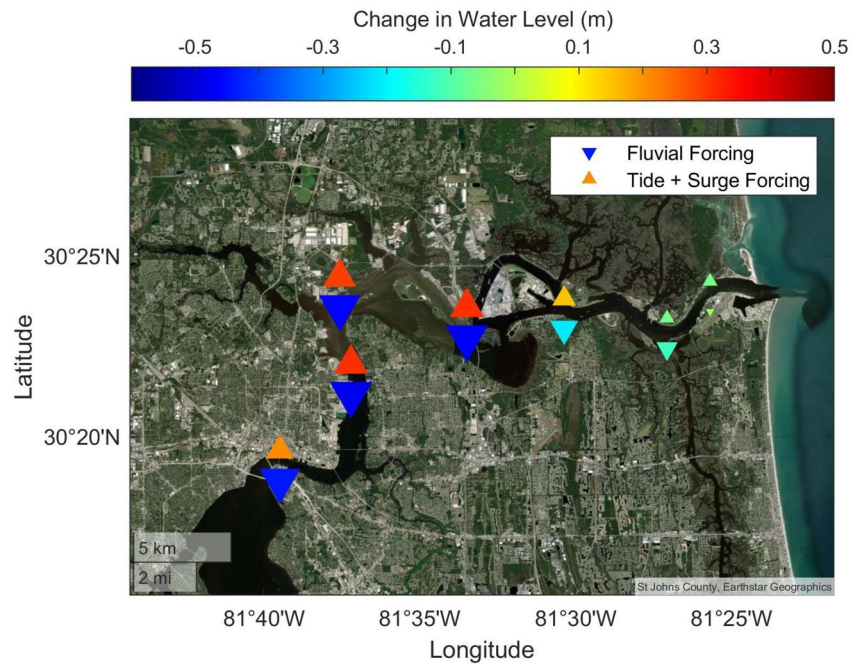 Change in Water Level (m)
-0.5 -0.3 -0.1 0.1 0.3 0.5
Fluvial Forcing
Tide + Surge Forcing
30°25'N
30°20'N
Latitude
5 km
2 mi
St Johns County, Earthstar Geographics
81°40'W 81°35'W 81°30'W 81°25'W
Longitude